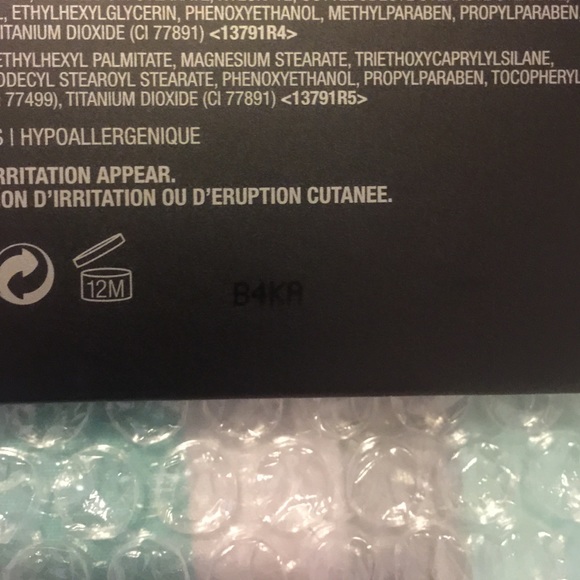 , ETHYLHEXYLGLYCERIN, PHENOXYETHANOL, METHYLPARABEN, PROPYLPARABEN
TITANIUM DIOXIDE (CI 77891) <13791R4>
ETHYLHEXYL PALMITATE, MAGNESIUM STEARATE, TRIETHOXYCAPRYLYLSILANE,
ODECYL STEAROYL STEARATE, PHENOXYETHANOL, PROPYLPARABEN, TOCOPHERYL
77499), TITANIUM DIOXIDE (CI 77891) <13791R5>
S | HYPOALLERGENIQUE
RRITATION APPEAR.
ON D'IRRITATION OU D'ERUPTION CUTANEE.
12M
B4KA